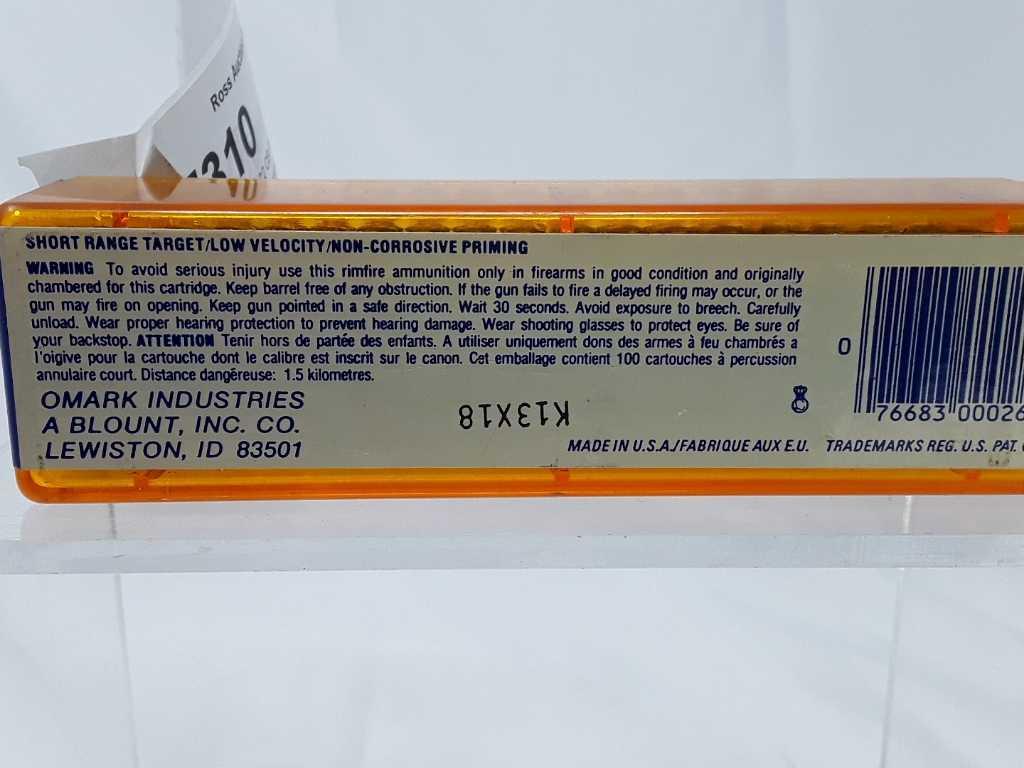 Ross
310
SHORT RANGE TARGET/LOW VELOCITY/NON-CORROSIVE PRIMING
WARNING To avoid serious injury use this rimfire ammunition only in firearms in good condition and originally
chambered for this cartridge. Keep barrel free of any obstruction. If the gun fails to fire a delayed firing may occur, or the
gun may fire on opening. Keep gun pointed in a safe direction. Wait 30 seconds. Avoid exposure to breech. Carefully
unload. Wear proper hearing protection to prevent hearing damage. Wear shooting glasses to protect eyes. Be sure of
your backstop. ATTENTION Tenir hors de partée des enfants. A utiliser uniquement dons des armes à feu chambrés a
l'oigive pour la cartouche dont le calibre est inscrit sur le canon. Cet emballage contient 100 cartouches à percussion
annulaire court. Distance dangéreuse: 1.5 kilometres.
OMARK INDUSTRIES
A BLOUNT, INC. CO.
LEWISTON, ID 83501
K13X18
MADE IN U.S.A./FABRIQUE AUX E.U. TRADEMARKS REG. U.S. PAT.
0 76683 00026